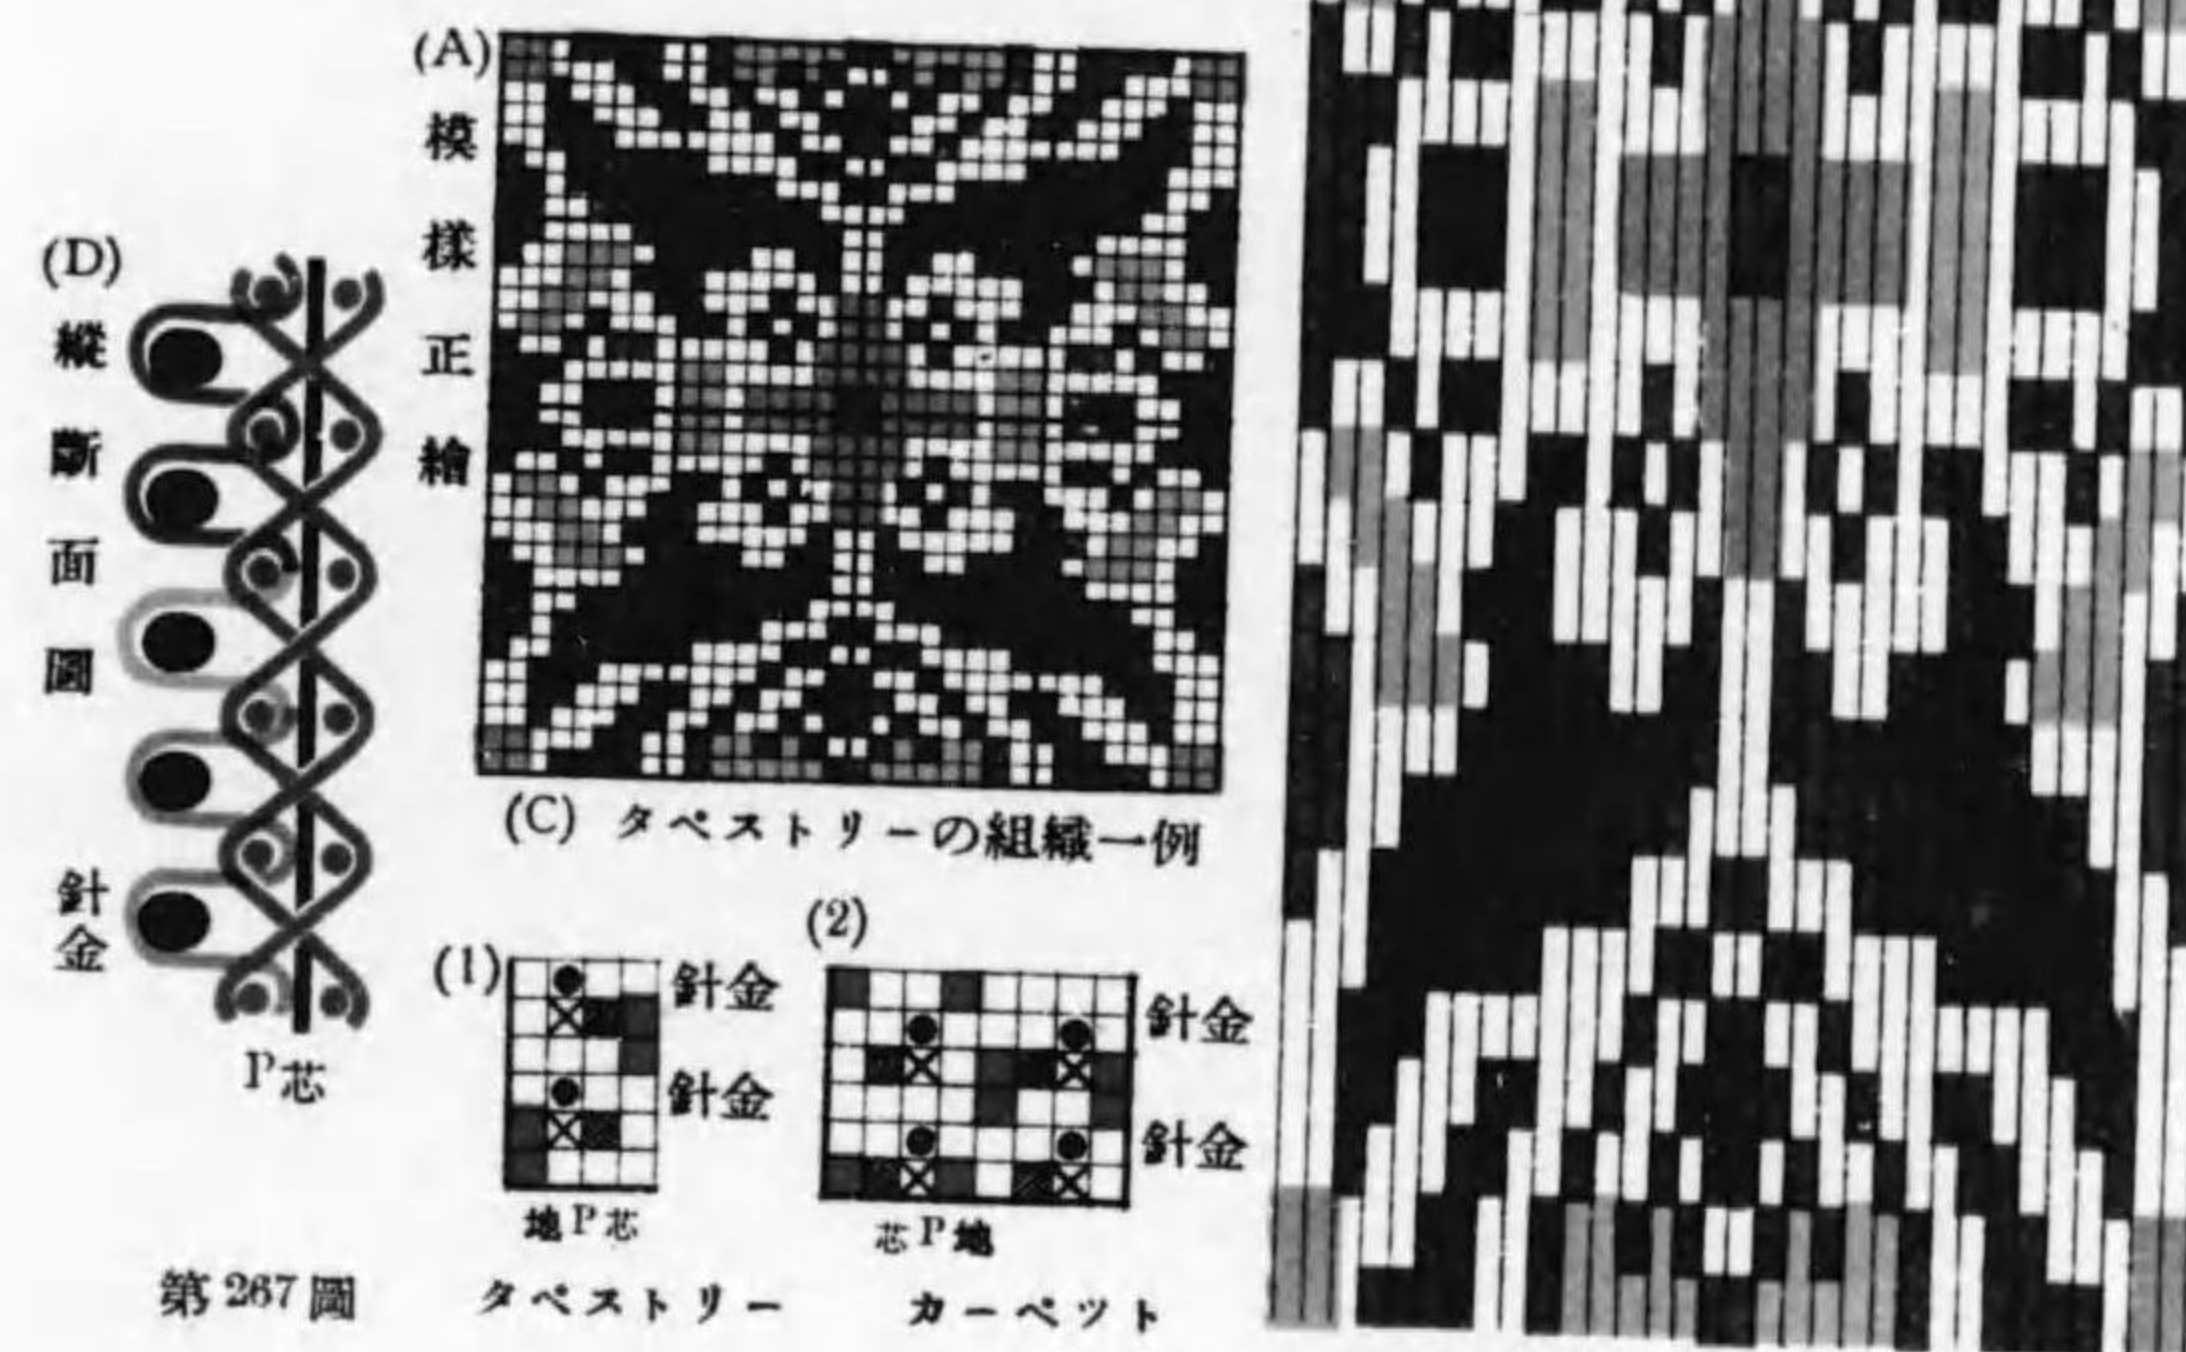 (A)
模樣正繪
(D)
縱斷面圖
針金
P芯
(C) タペストリーの組織一例
(1)
針金
針金
地P芯
タペストリー
(2)
針金
針金
芯P地
カーペット
第267圖